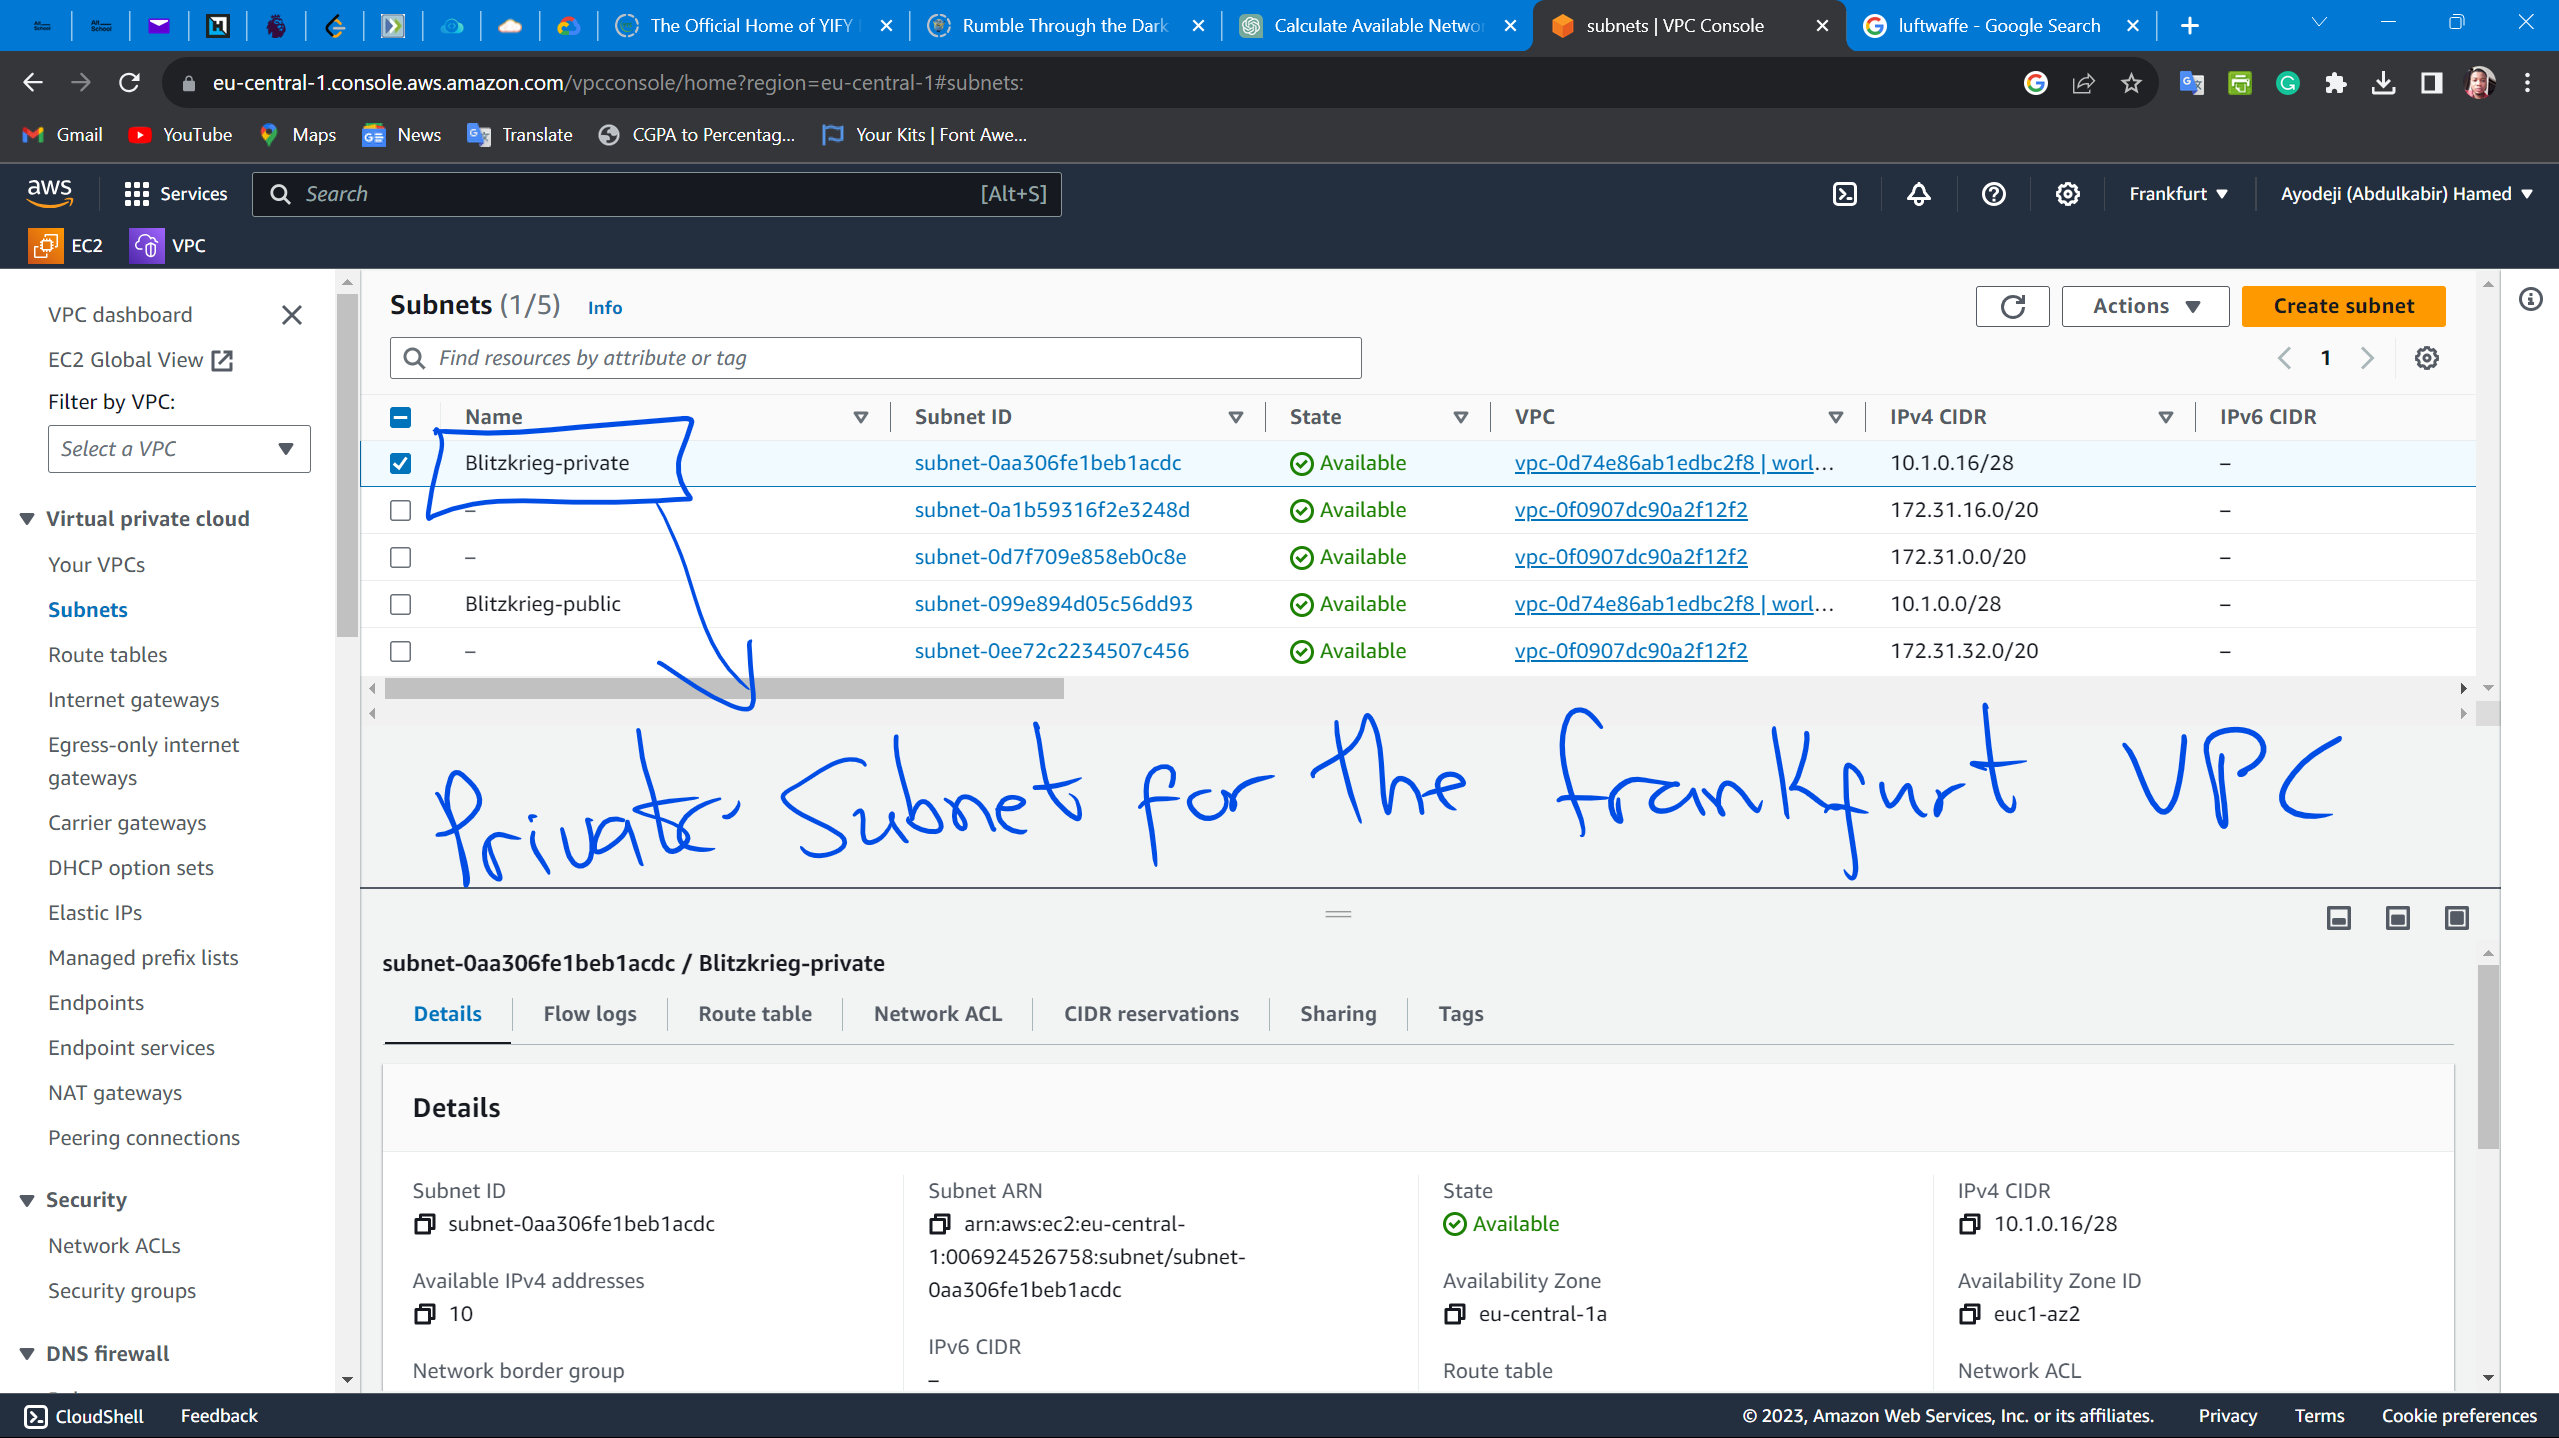 The Official Home of YIFY
Rumble Through the Dark
Calculate Available Netwo
subnets | VPC Console
luftwaffe - Google Search
eu-central-1.console.aws.amazon.com/vpcconsole/home?region=eu-central-1#subnets:
Gmail YouTube Maps News Translate CGPA to Percentag... Your Kits | Font Awe...
aws Services Search [Alt+S] Frankfurt Ayodeji (Abdulkabir) Hamed
EC2 VPC
VPC dashboard
EC2 Global View
Filter by VPC:
Select a VPC
Virtual private cloud
Your VPCs
Subnets
Route tables
Internet gateways
Egress-only internet
gateways
Carrier gateways
DHCP option sets
Elastic IPs
Managed prefix lists
Endpoints
Endpoint services
NAT gateways
Peering connections
Security
Network ACLs
Security groups
DNS firewall
Subnets (1/5) Info
Actions Create subnet
Find resources by attribute or tag
1
Name Subnet ID State VPC IPv4 CIDR IPv6 CIDR
Blitzkrieg-private subnet-0aa306fe1beb1acdc Available vpc-0d74e86ab1edbc2f8 | worl... 10.1.0.16/28 –
– subnet-0a1b59316f2e3248d Available vpc-0f0907dc90a2f12f2 172.31.16.0/20 –
– subnet-0d7f709e858eb0c8e Available vpc-0f0907dc90a2f12f2 172.31.0.0/20 –
Blitzkrieg-public subnet-099e894d05c56dd93 Available vpc-0d74e86ab1edbc2f8 | worl... 10.1.0.0/28 –
– subnet-0ee72c2234507c456 Available vpc-0f0907dc90a2f12f2 172.31.32.0/20 –
Private Subnet for the frankfurt VPC
subnet-0aa306fe1beb1acdc / Blitzkrieg-private
Details Flow logs Route table Network ACL CIDR reservations Sharing Tags
Details
Subnet ID
subnet-0aa306fe1beb1acdc
Available IPv4 addresses
10
Network border group
Subnet ARN
arn:aws:ec2:eu-central-
1:006924526758:subnet/subnet-
0aa306fe1beb1acdc
IPv6 CIDR
–
State
Available
Availability Zone
eu-central-1a
Route table
IPv4 CIDR
10.1.0.16/28
Availability Zone ID
euc1-az2
Network ACL
CloudShell Feedback © 2023, Amazon Web Services, Inc. or its affiliates. Privacy Terms Cookie preferences